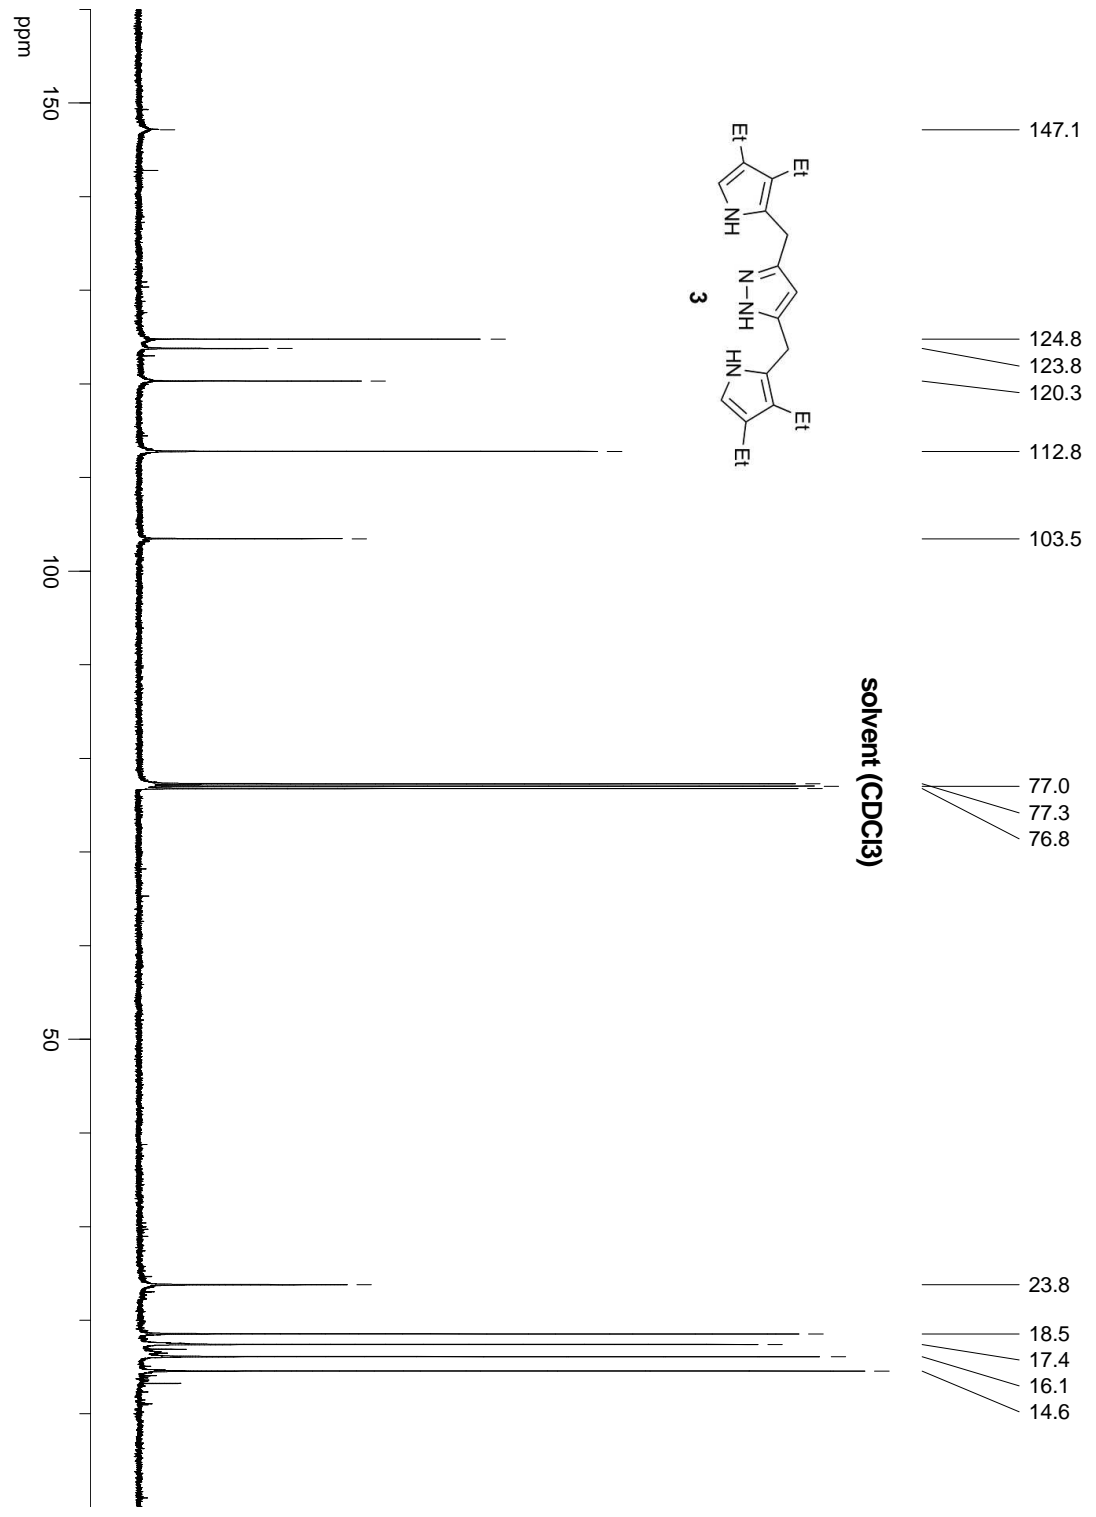 147.1
124.8
123.8
120.3
112.8
103.5
77.0
77.3
76.8
23.8
18.5
17.4
16.1
14.6
solvent (CDCl3)
Et
Et
NH
N
NH
HN
Et
Et
3
150
100
50
ppm